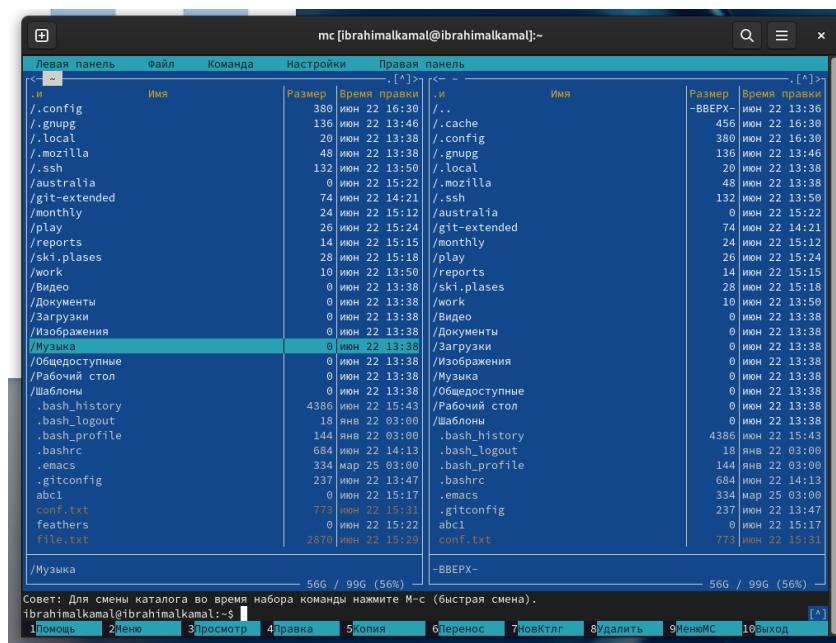 mc [ibrahimalkamal@ibrahimalkamal]:~
Левая панель Файл Команда Настройки Правая панель
<— ~ .[^]>
.и Имя Размер Время правки
/.config 380 июн 22 16:30
/.gnupg 136 июн 22 13:46
/.local 20 июн 22 13:38
/.mozilla 48 июн 22 13:38
/.ssh 132 июн 22 13:50
/australia 0 июн 22 15:22
/git-extended 74 июн 22 14:21
/monthly 24 июн 22 15:12
/play 26 июн 22 15:24
/reports 14 июн 22 15:15
/ski.plases 28 июн 22 15:18
/work 10 июн 22 13:50
/Видео 0 июн 22 13:38
/Документы 0 июн 22 13:38
/Загрузки 0 июн 22 13:38
/Изображения 0 июн 22 13:38
/Музыка 0 июн 22 13:38
/Общедоступные 0 июн 22 13:38
/Рабочий стол 0 июн 22 13:38
/Шаблоны 0 июн 22 13:38
.bash_history 4386 июн 22 15:43
.bash_logout 18 янв 22 03:00
.bash_profile 144 янв 22 03:00
.bashrc 684 июн 22 14:13
.emacs 334 мар 25 03:00
.gitconfig 237 июн 22 13:47
abc1 0 июн 22 15:17
conf.txt 773 июн 22 15:31
feathers 0 июн 22 15:22
file.txt 2870 июн 22 15:29
/Музыка
56G / 99G (56%)
<— ~ .[^]>
.и Имя Размер Время правки
/.. -ВВЕРХ- июн 22 13:36
/.cache 456 июн 22 16:30
/.config 380 июн 22 16:30
/.gnupg 136 июн 22 13:46
/.local 20 июн 22 13:38
/.mozilla 48 июн 22 13:38
/.ssh 132 июн 22 13:50
/australia 0 июн 22 15:22
/git-extended 74 июн 22 14:21
/monthly 24 июн 22 15:12
/play 26 июн 22 15:24
/reports 14 июн 22 15:15
/ski.plases 28 июн 22 15:18
/work 10 июн 22 13:50
/Видео 0 июн 22 13:38
/Документы 0 июн 22 13:38
/Загрузки 0 июн 22 13:38
/Изображения 0 июн 22 13:38
/Музыка 0 июн 22 13:38
/Общедоступные 0 июн 22 13:38
/Рабочий стол 0 июн 22 13:38
/Шаблоны 0 июн 22 13:38
.bash_history 4386 июн 22 15:43
.bash_logout 18 янв 22 03:00
.bash_profile 144 янв 22 03:00
.bashrc 684 июн 22 14:13
.emacs 334 мар 25 03:00
.gitconfig 237 июн 22 13:47
abc1 0 июн 22 15:17
conf.txt 773 июн 22 15:31
-ВВЕРХ-
56G / 99G (56%)
Совет: Для смены каталога во время набора команды нажмите M-c (быстрая смена).
ibrahimalkamal@ibrahimalkamal:~$ [^]
1Помощь 2Меню 3Просмотр 4Правка 5Копия 6Перенос 7НовКтлг 8Удалить 9МенюМС 10Выход